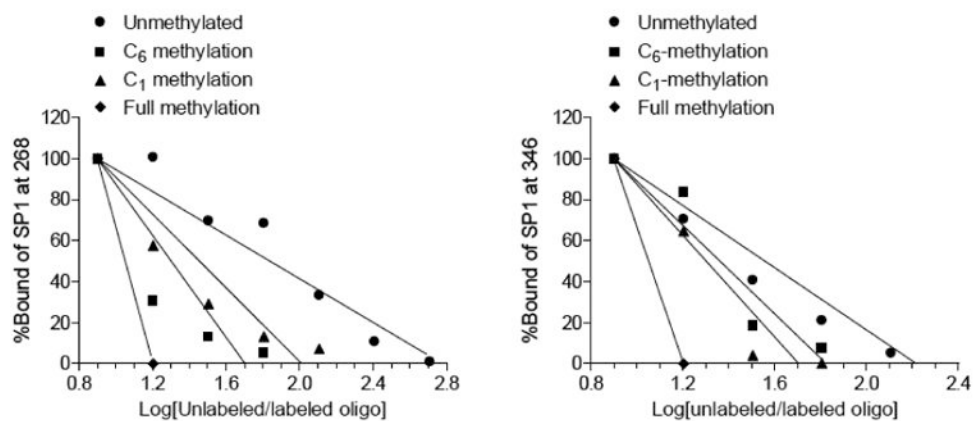 Unmethylated
C6 methylation
C1 methylation
Full methylation
%Bound of SP1 at 268
120
100
80
60
40
20
0
0.8 1.2 1.6 2.0 2.4 2.8
Log[Unlabeled/labeled oligo]
Unmethylated
C6-methylation
C1-methylation
Full methylation
%Bound of SP1 at 346
120
100
80
60
40
20
0
0.8 1.2 1.6 2.0 2.4
Log[unlabeled/labeled oligo]